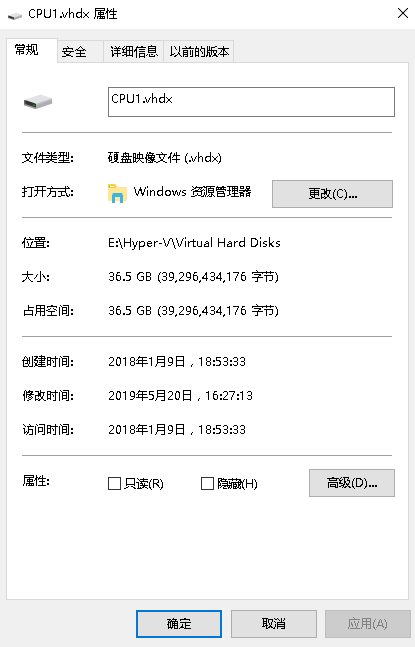 CPU1.vhdx 属性
常规 安全 详细信息 以前的版本
CPU1.vhdx
文件类型: 硬盘映像文件 (.vhdx)
打开方式: Windows 资源管理器 更改(C)...
位置: E:\Hyper-V\Virtual Hard Disks
大小: 36.5 GB (39,296,434,176 字节)
占用空间: 36.5 GB (39,296,434,176 字节)
创建时间: 2018年1月9日，18:53:33
修改时间: 2019年5月20日，16:27:13
访问时间: 2018年1月9日，18:53:33
属性: 只读(R) 隐藏(H) 高级(D)...
确定 取消 应用(A)